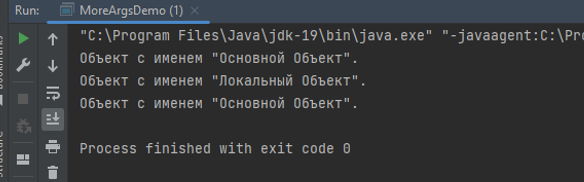 Run: MoreArgsDemo (1) ×
"C:\Program Files\Java\jdk-19\bin\java.exe" "-javaagent:C:\Pro
Объект с именем "Основной Объект".
Объект с именем "Локальный Объект".
Объект с именем "Основной Объект".
Process finished with exit code 0